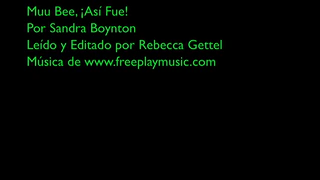 Muu Bee, ¡Así Fue!
Por Sandra Boynton
Leído y Editado por Rebecca Gettel
Música de www.freeplaymusic.com